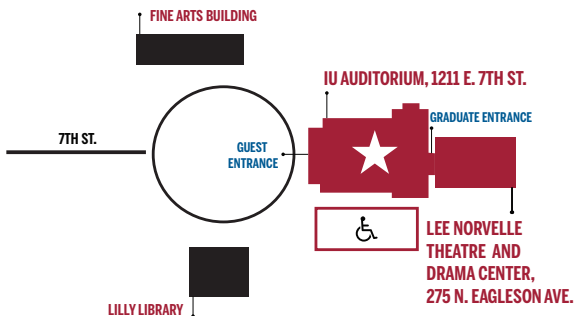 FINE ARTS BUILDING
IU AUDITORIUM, 1211 E. 7TH ST.
GRADUATE ENTRANCE
7TH ST.
GUEST
ENTRANCE
LEE NORVELLE
THEATRE AND
DRAMA CENTER,
275 N. EAGLESON AVE.
LILLY LIBRARY